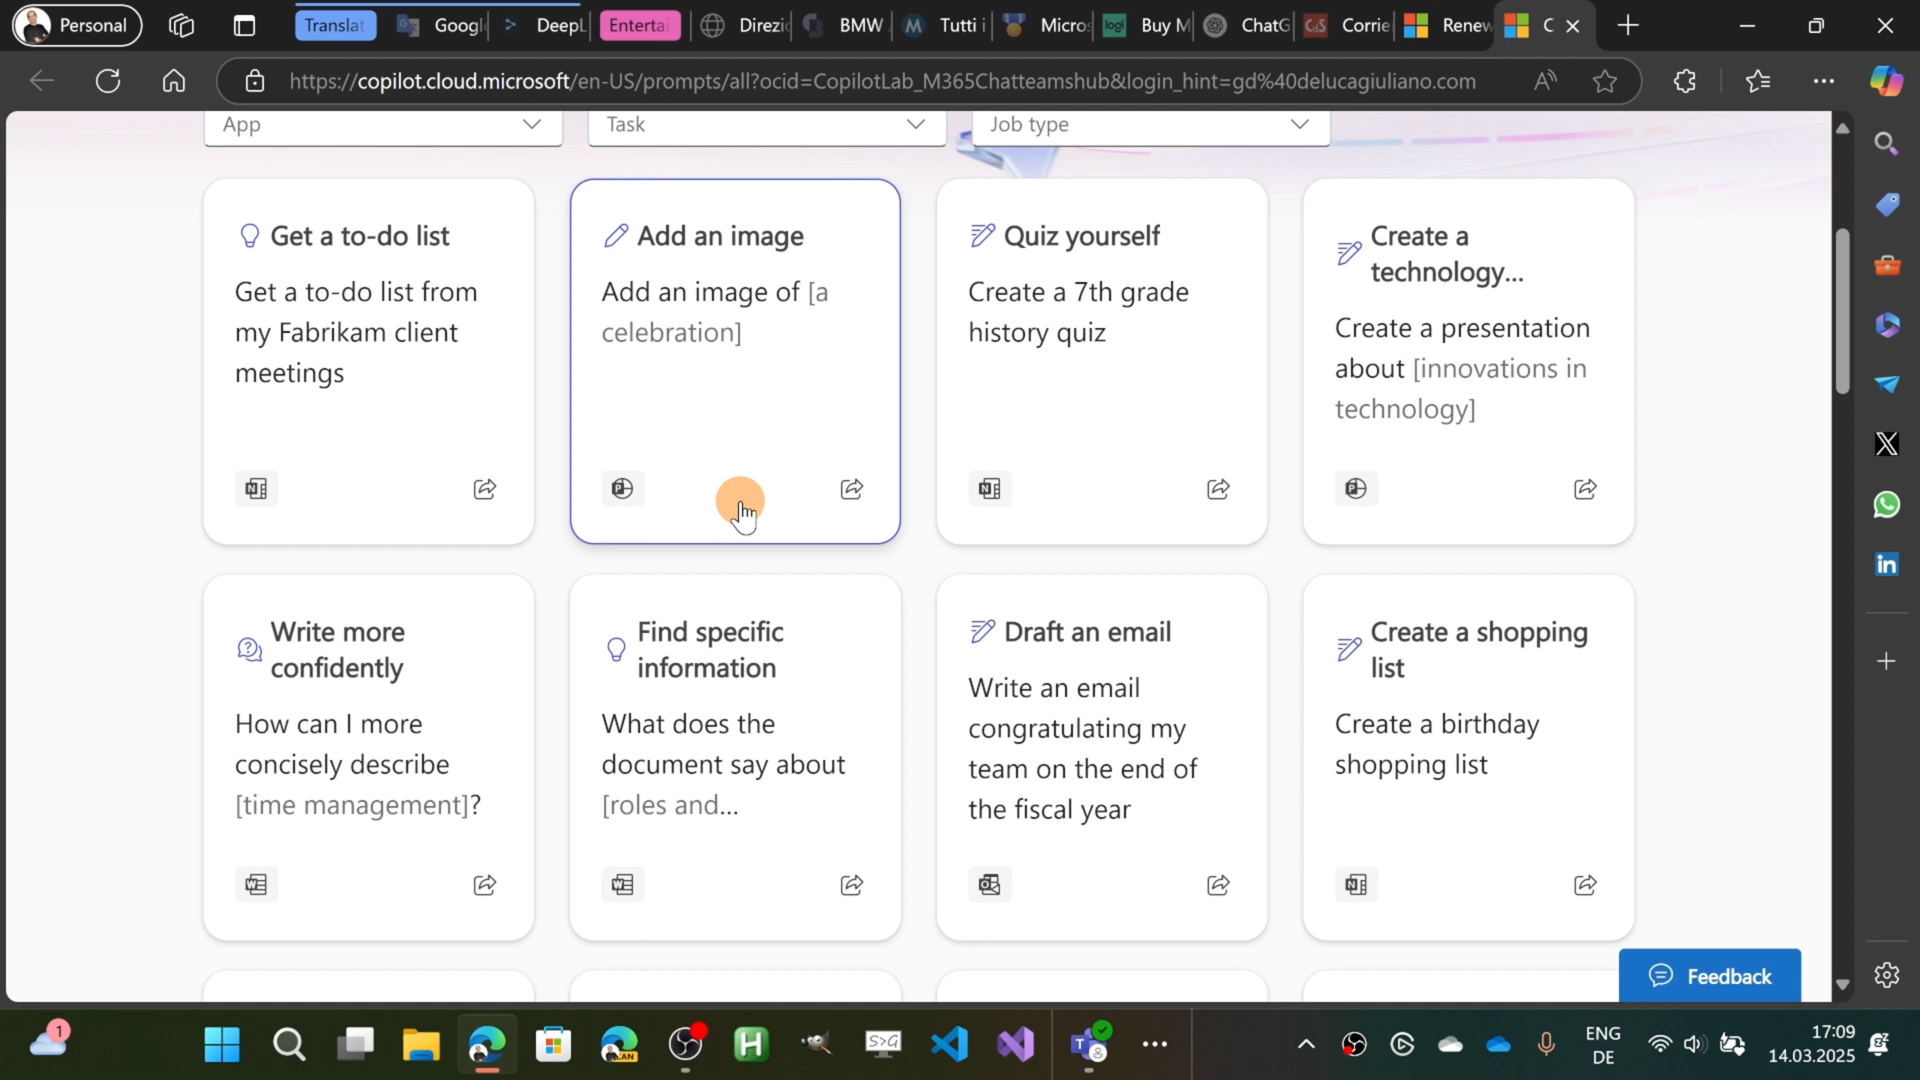 Personal
Translat
Googl
DeepL
Entertai
Direzi
BMW
Tutti i
Micro
Buy M
ChatG
Corrie
Renew
C
https://copilot.cloud.microsoft/en-US/prompts/all?ocid=CopilotLab_M365Chatteamshub&login_hint=gd%40delucagiuliano.com
App
Task
Job type
Get a to-do list
Get a to-do list from
my Fabrikam client
meetings
Add an image
Add an image of [a
celebration]
Quiz yourself
Create a 7th grade
history quiz
Create a
technology...
Create a presentation
about [innovations in
technology]
Write more
confidently
How can I more
concisely describe
[time management]?
Find specific
information
What does the
document say about
[roles and...
Draft an email
Write an email
congratulating my
team on the end of
the fiscal year
Create a shopping
list
Create a birthday
shopping list
Feedback
1
ENG
DE
17:09
14.03.2025